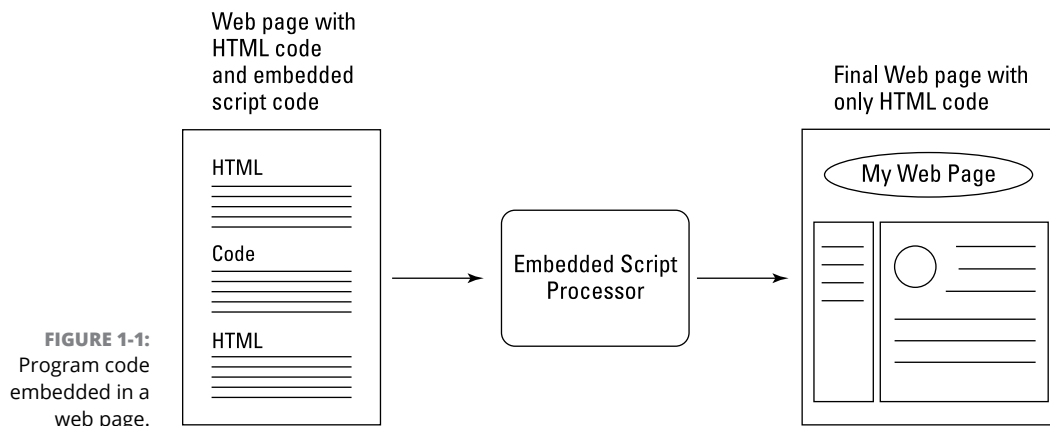 Web page with
HTML code
and embedded
script code
HTML
Code
HTML
Embedded Script
Processor
Final Web page with
only HTML code
My Web Page
FIGURE 1-1:
Program code
embedded in a
web page.